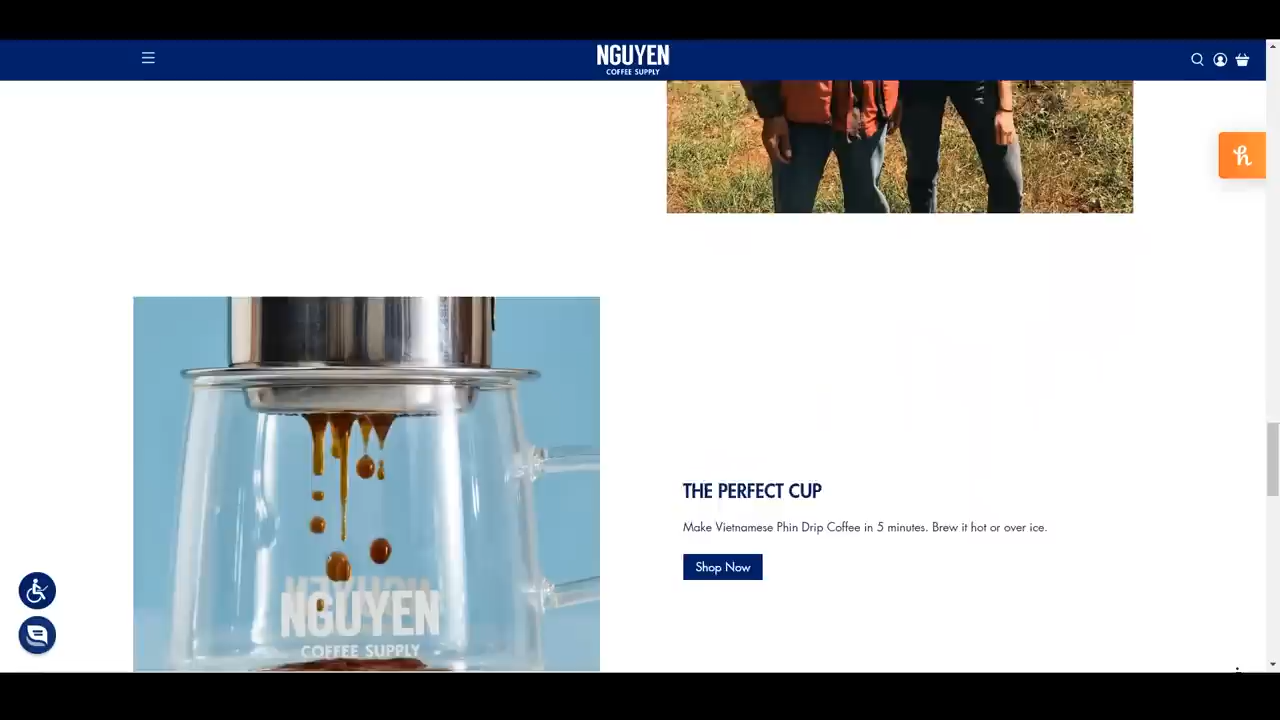 NGUYEN
COFFEE SUPPLY
THE PERFECT CUP
Make Vietnamese Phin Drip Coffee in 5 minutes. Brew it hot or over ice.
Shop Now
NGUYEN
COFFEE SUPPLY